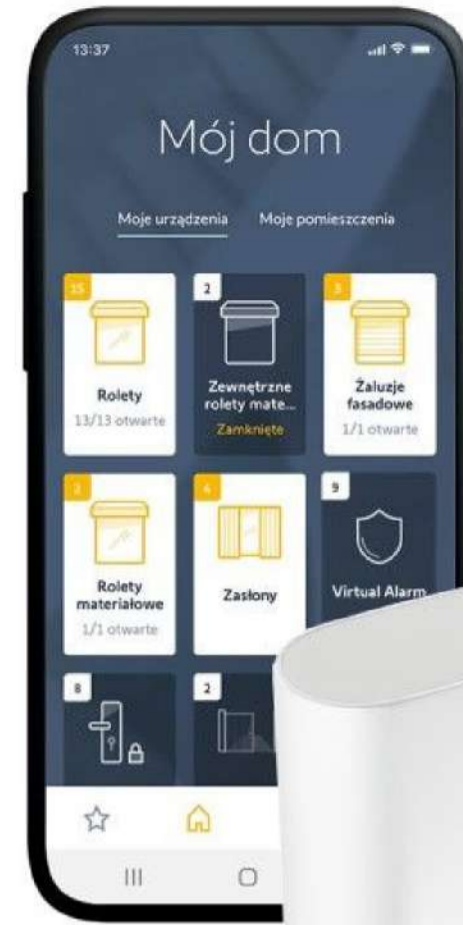 13:37
Mój dom
Moje urządzenia Moje pomieszczenia
15
Rolety
13/13 otwarte
2
Zewnętrzne
rolety mate...
Zamknięte
3
Żaluzje
fasadowe
1/1 otwarte
3
Rolety
materiałowe
1/1 otwarte
4
Zasłony
9
Virtual Alarm
8
2